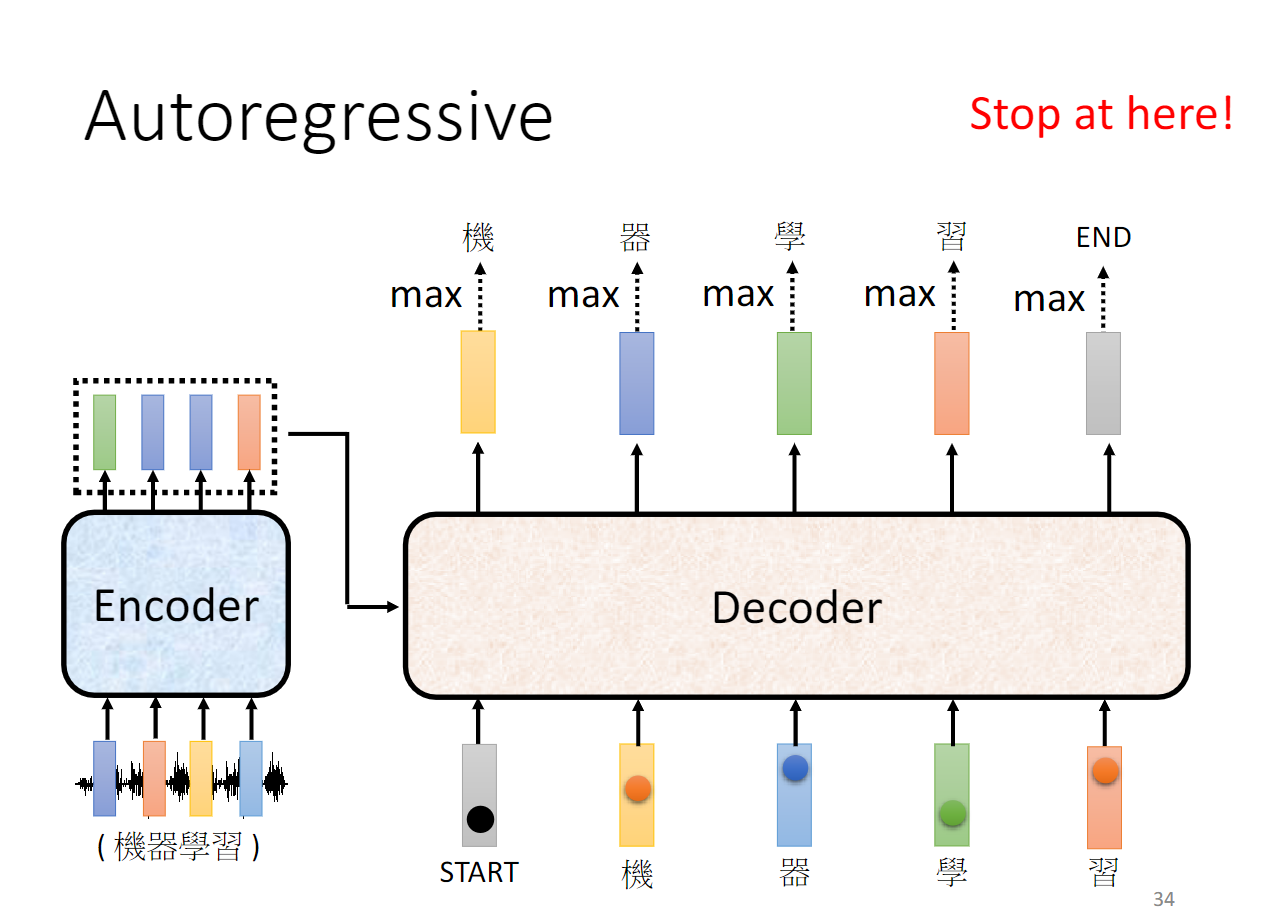 Autoregressive
Stop at here!
機 器 學 習 END
max max max max max
Encoder
Decoder
( 機器學習 )
START 機 器 學 習
34